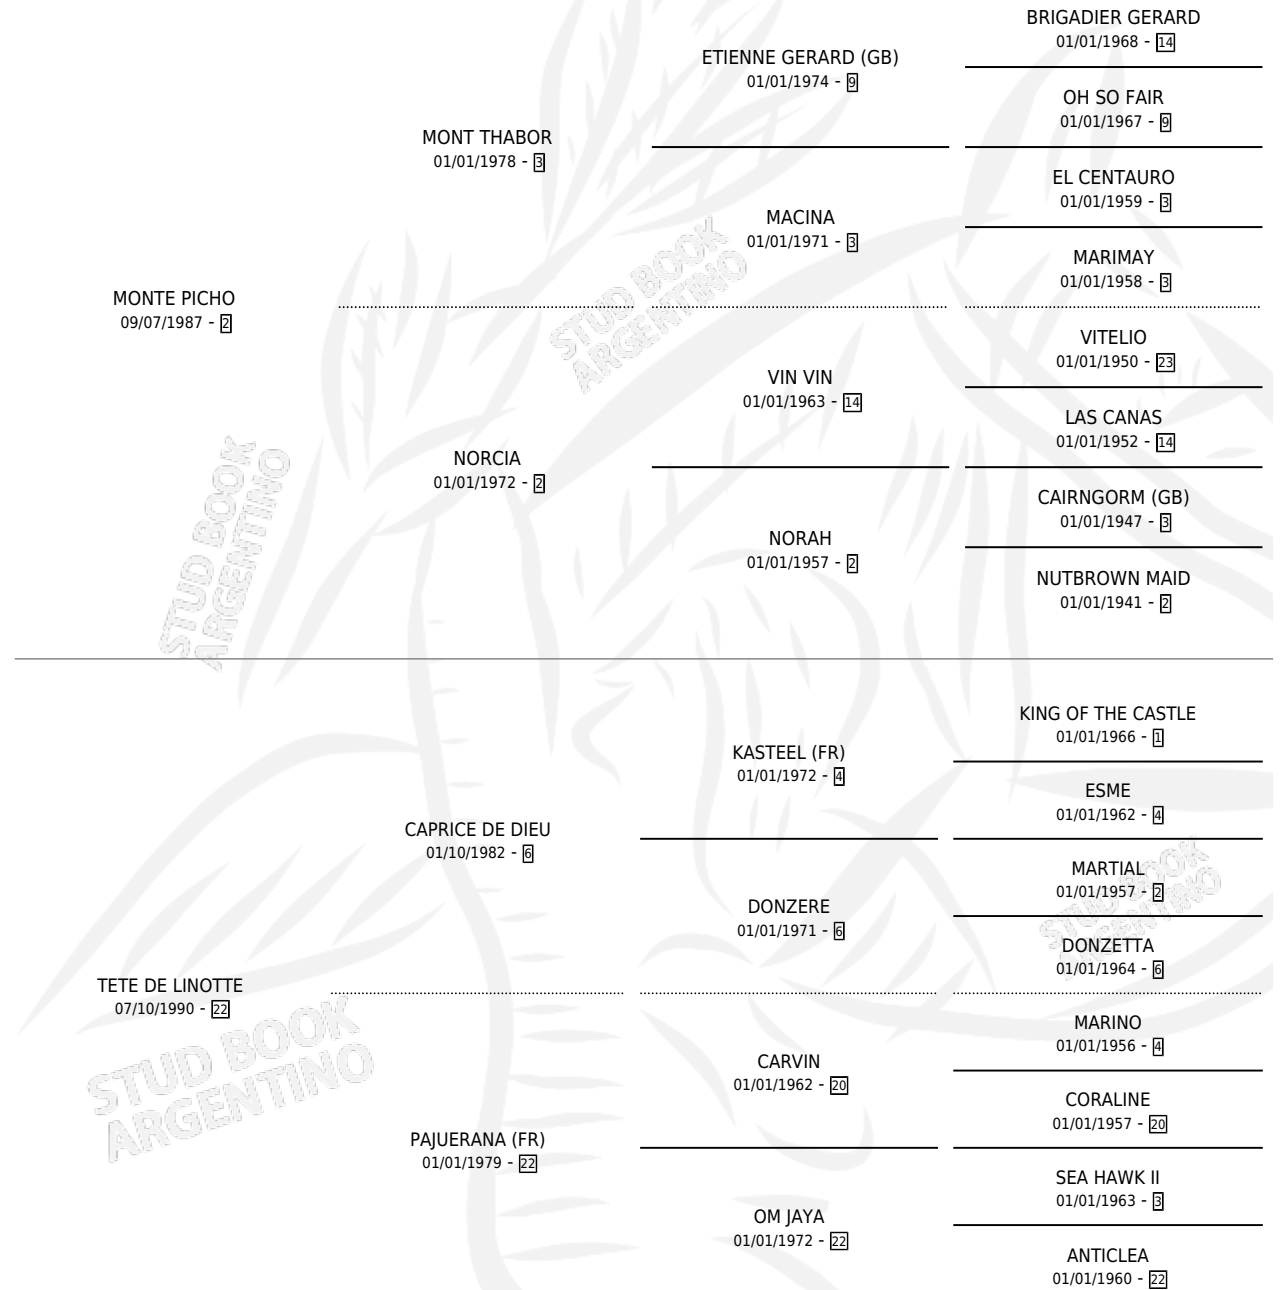 BRIGADIER GERARD
01/01/1968 - 14
ETIENNE GERARD (GB)
01/01/1974 - 9
OH SO FAIR
01/01/1967 - 9
MONT THABOR
01/01/1978 - 3
EL CENTAURO
01/01/1959 - 3
MACINA
01/01/1971 - 3
MARIMAY
01/01/1958 - 3
MONTE PICHO
09/07/1987 - 2
VITELIO
01/01/1950 - 23
VIN VIN
01/01/1963 - 14
LAS CANAS
01/01/1952 - 14
NORCIA
01/01/1972 - 2
CAIRNGORM (GB)
01/01/1947 - 3
NORAH
01/01/1957 - 2
NUTBROWN MAID
01/01/1941 - 2
KING OF THE CASTLE
01/01/1966 - 1
KASTEEL (FR)
01/01/1972 - 4
ESME
01/01/1962 - 4
CAPRICE DE DIEU
01/10/1982 - 6
MARTIAL
01/01/1957 - 2
DONZERE
01/01/1971 - 6
DONZETTA
01/01/1964 - 6
TETE DE LINOTTE
07/10/1990 - 22
MARINO
01/01/1956 - 4
CARVIN
01/01/1962 - 20
CORALINE
01/01/1957 - 20
PAJUERANA (FR)
01/01/1979 - 22
SEA HAWK II
01/01/1963 - 3
OM JAYA
01/01/1972 - 22
ANTICLEA
01/01/1960 - 22
STUD BOOK
ARGENTINO
STUD BOOK
ARGENTINO
STUD BOOK
ARGENTINO
STUD BOOK
ARGENTINO